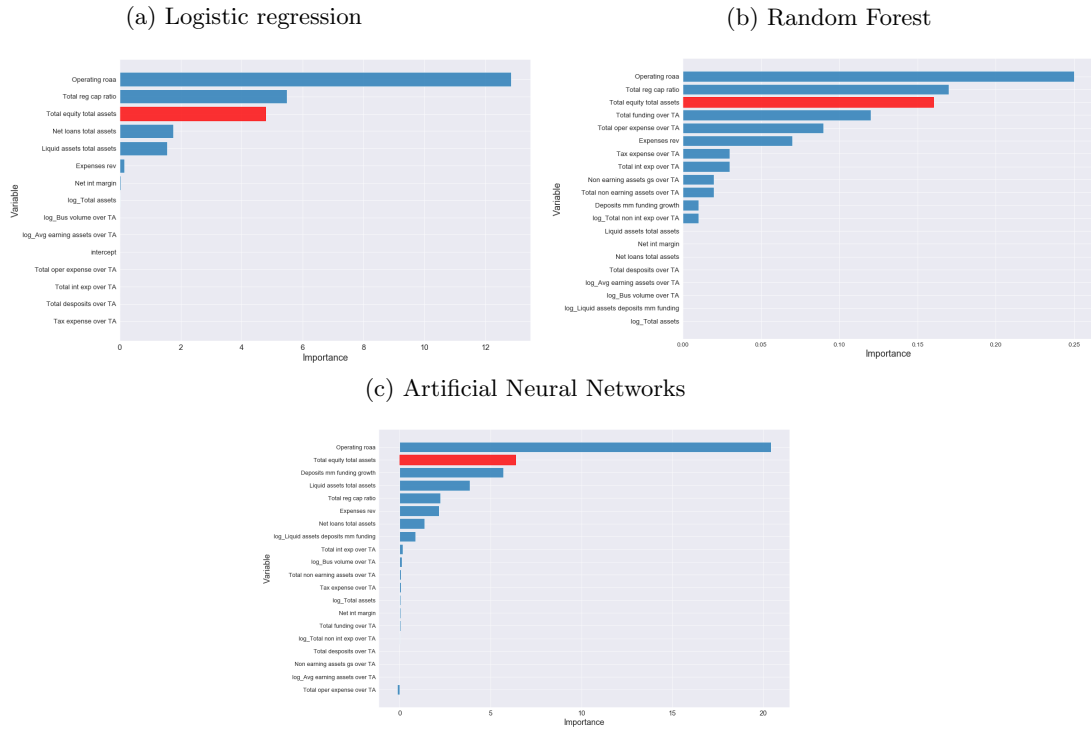 (a) Logistic regression
Operating roaa
Total reg cap ratio
Total equity total assets
Net loans total assets
Liquid assets total assets
Expenses rev
Net int margin
log_Total assets
log_Bus volume over TA
log_Avg earning assets over TA
intercept
Total oper expense over TA
Total int exp over TA
Total desposits over TA
Tax expense over TA
Variable
0 2 4 6 8 10 12
Importance
(b) Random Forest
Operating roaa
Total reg cap ratio
Total equity total assets
Total funding over TA
Total oper expense over TA
Expenses rev
Tax expense over TA
Total int exp over TA
Non earning assets gs over TA
Total non earning assets over TA
Deposits mm funding growth
log_Total non int exp over TA
Liquid assets total assets
Net int margin
Net loans total assets
Total desposits over TA
log_Avg earning assets over TA
log_Bus volume over TA
log_Liquid assets deposits mm funding
log_Total assets
Variable
0.00 0.05 0.10 0.15 0.20 0.25
Importance
(c) Artificial Neural Networks
Operating roaa
Total equity total assets
Deposits mm funding growth
Liquid assets total assets
Total reg cap ratio
Expenses rev
Net loans total assets
log_Liquid assets deposits mm funding
Total int exp over TA
log_Bus volume over TA
Total non earning assets over TA
Tax expense over TA
log_Total assets
Net int margin
Total funding over TA
log_Total non int exp over TA
Total desposits over TA
Non earning assets gs over TA
log_Avg earning assets over TA
Total oper expense over TA
Variable
0 5 10 15 20
Importance